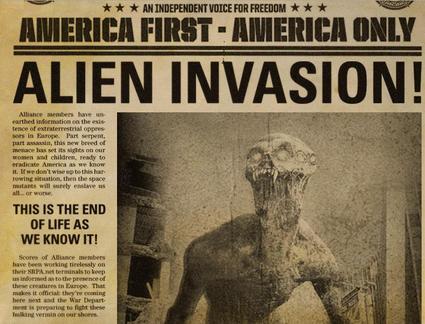 ★ ★ ★ AN INDEPENDENT VOICE FOR FREEDOM ★ ★ ★
AMERICA FIRST - AMERICA ONLY
ALIEN INVASION!
Alliance members have un-
earthed information on the exis-
tence of extraterrestrial oppres-
sors in Europe. Part serpent,
part assassin, this new breed of
menace has set its sights on our
women and children, ready to
eradicate America as we know
it. If we don't wise up to this har-
rowing situation, then the space
mutants will surely enslave us
all... or worse.
THIS IS THE END
OF LIFE AS
WE KNOW IT!
Scores of Alliance members
have been working tirelessly on
their SRPA.net terminals to keep
us informed as to the presence of
these creatures in Europe. That
makes it official: they're coming
here next and the War Depart-
ment is preparing to fight these
hulking vermin on our shores.